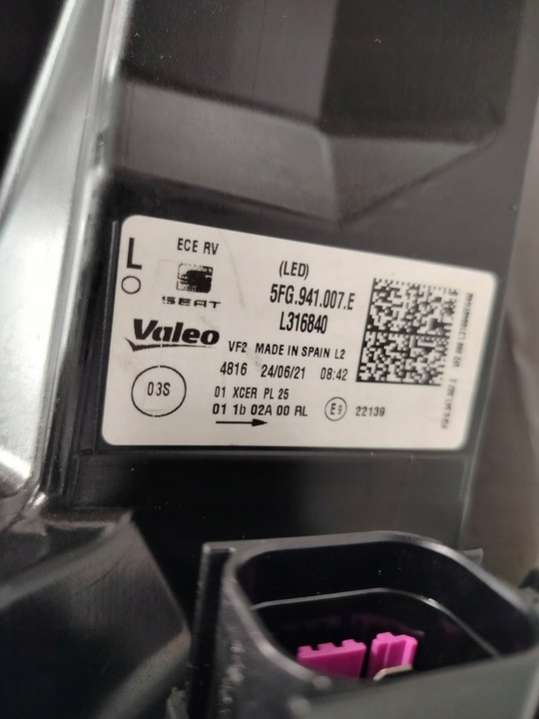 L
ECE RV
(LED)
SEAT
5FG.941.007.E
L316840
Valeo
VF2 MADE IN SPAIN L2
4816 24/06/21 08:42
03S
01 XCER PL 25
01 1b 02A 00 RL
E9 22139